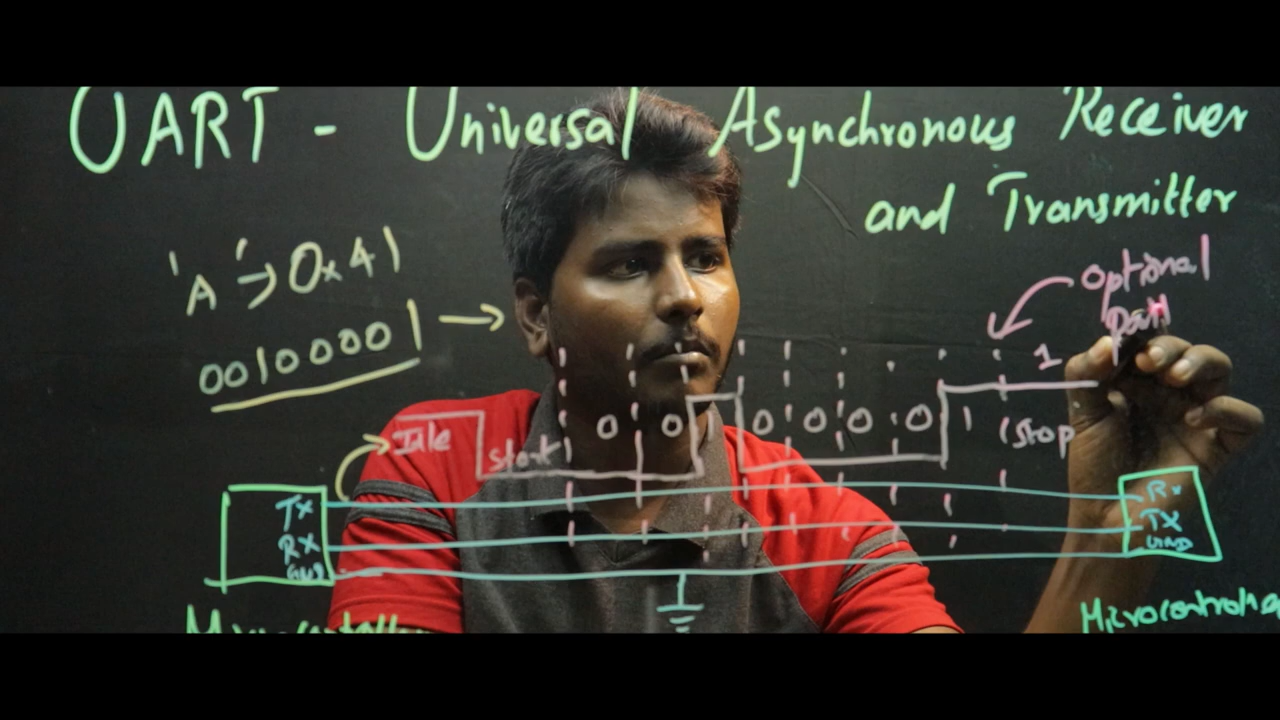 UART - Universal Asynchronous Receiver
and Transmitter
'A' → 0x41
00100001 →
Optional
1
Idle
Start
0 0 0 0 0 0 1
Stop
TX
RX
GND
Rx
TX
GND
Microcontroller